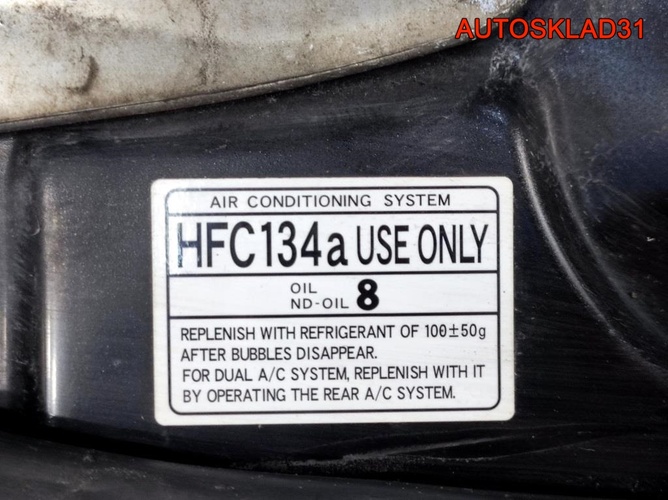 AUTOSKLAD31
AIR CONDITIONING SYSTEM
HFC134a USE ONLY
OIL
ND-OIL 8
REPLENISH WITH REFRIGERANT OF 100±50g
AFTER BUBBLES DISAPPEAR.
FOR DUAL A/C SYSTEM, REPLENISH WITH IT
BY OPERATING THE REAR A/C SYSTEM.